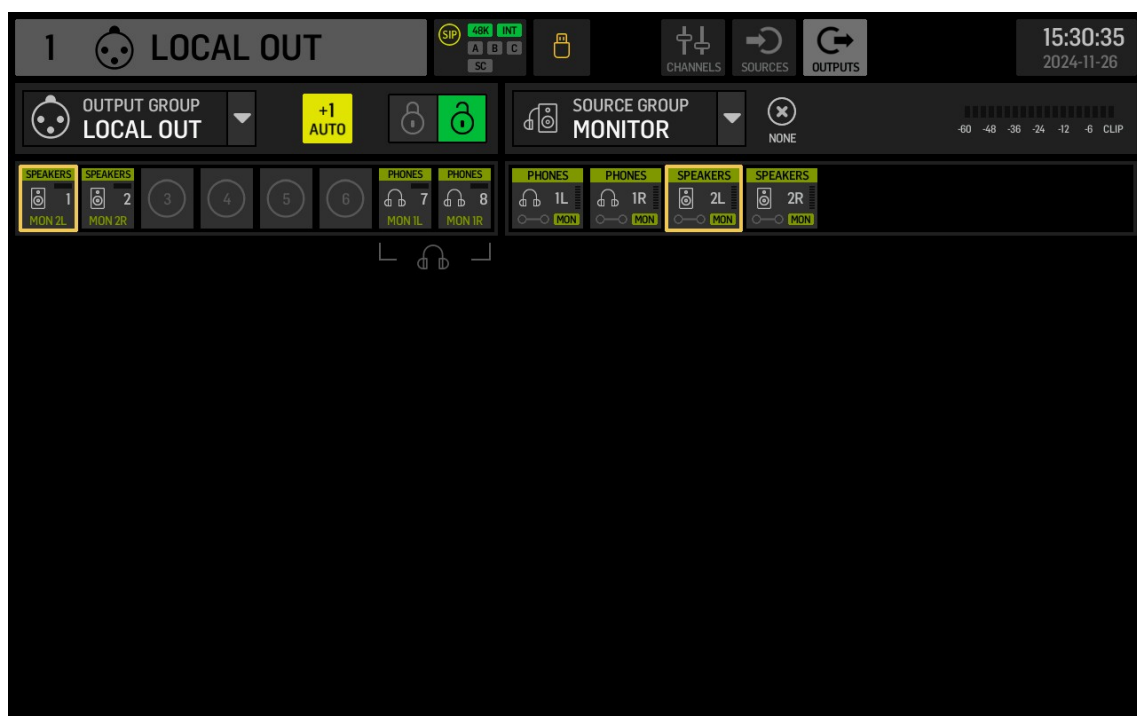 1 LOCAL OUT
SIP 48K INT
A B C
SC
CHANNELS SOURCES OUTPUTS
15:30:35
2024-11-26
OUTPUT GROUP
LOCAL OUT
+1
AUTO
SOURCE GROUP
MONITOR
NONE
-60 -48 -36 -24 -12 -6 CLIP
SPEAKERS SPEAKERS PHONES PHONES
1 2 3 4 5 6 7 8
MON 2L MON 2R MON 1L MON 1R
PHONES PHONES SPEAKERS SPEAKERS
1L 1R 2L 2R
MON MON MON MON